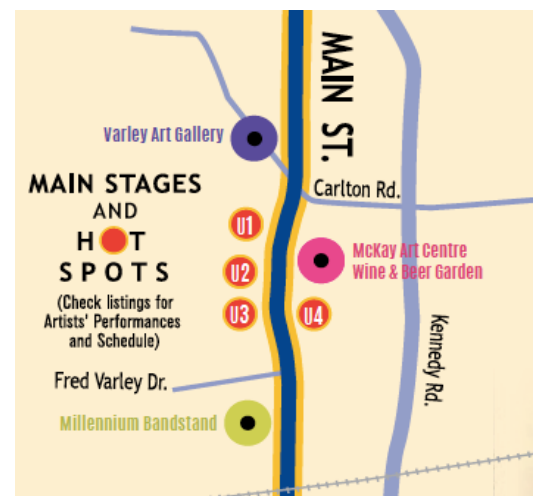 MAIN ST.
Varley Art Gallery
Carlton Rd.
MAIN STAGES
AND
HOT
SPOTS
(Check listings for
Artists' Performances
and Schedule)
U1
U2
U3
U4
McKay Art Centre
Wine & Beer Garden
Kennedy Rd.
Fred Varley Dr.
Millennium Bandstand